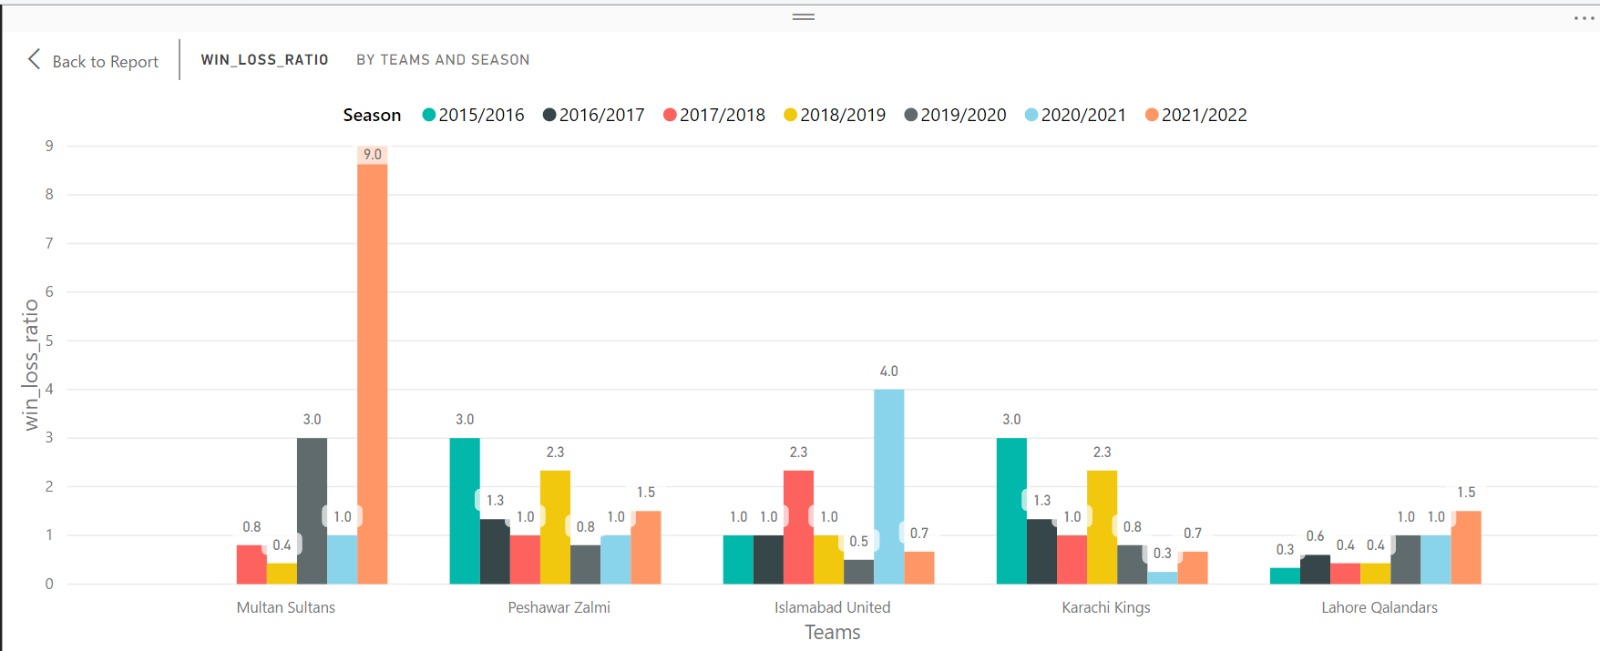 Back to Report
WIN_LOSS_RATIO BY TEAMS AND SEASON
Season 2015/2016 2016/2017 2017/2018 2018/2019 2019/2020 2020/2021 2021/2022
win_loss_ratio
9
8
7
6
5
4
3
2
1
0
0.8 0.4 3.0 1.0 9.0
3.0 1.3 1.0 2.3 0.8 1.0 1.5
1.0 1.0 2.3 1.0 0.5 4.0 0.7
3.0 1.3 1.0 2.3 0.8 0.3 0.7
0.3 0.6 0.4 0.4 1.0 1.0 1.5
Multan Sultans Peshawar Zalmi Islamabad United Karachi Kings Lahore Qalandars
Teams